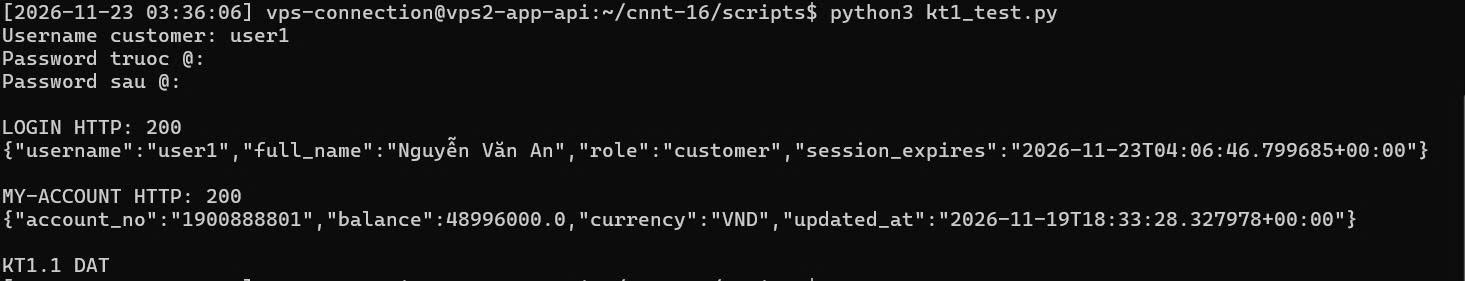 [2026-11-23 03:36:06] vps-connection@vps2-app-api:~/cnnt-16/scripts$ python3 kt1_test.py
Username customer: user1
Password truoc @:
Password sau @:
LOGIN HTTP: 200
{"username":"user1","full_name":"Nguyễn Văn An","role":"customer","session_expires":"2026-11-23T04:06:46.799685+00:00"}
MY-ACCOUNT HTTP: 200
{"account_no":"1900888801","balance":48996000.0,"currency":"VND","updated_at":"2026-11-19T18:33:28.327978+00:00"}
KT1.1 DAT